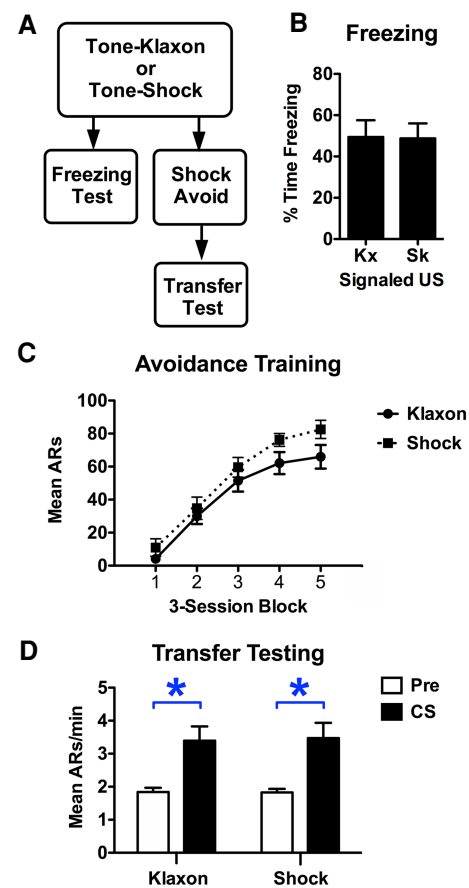 A
Tone-Klaxon
or
Tone-Shock
Freezing
Test
Shock
Avoid
Transfer
Test
B
Freezing
% Time Freezing
80
60
40
20
0
Kx Sk
Signaled US
C
Avoidance Training
Mean ARs
100
80
60
40
20
0
1 2 3 4 5
3-Session Block
Klaxon
Shock
D
Transfer Testing
Mean ARs/min
5
4
3
2
1
0
*
*
Klaxon Shock
Pre
CS